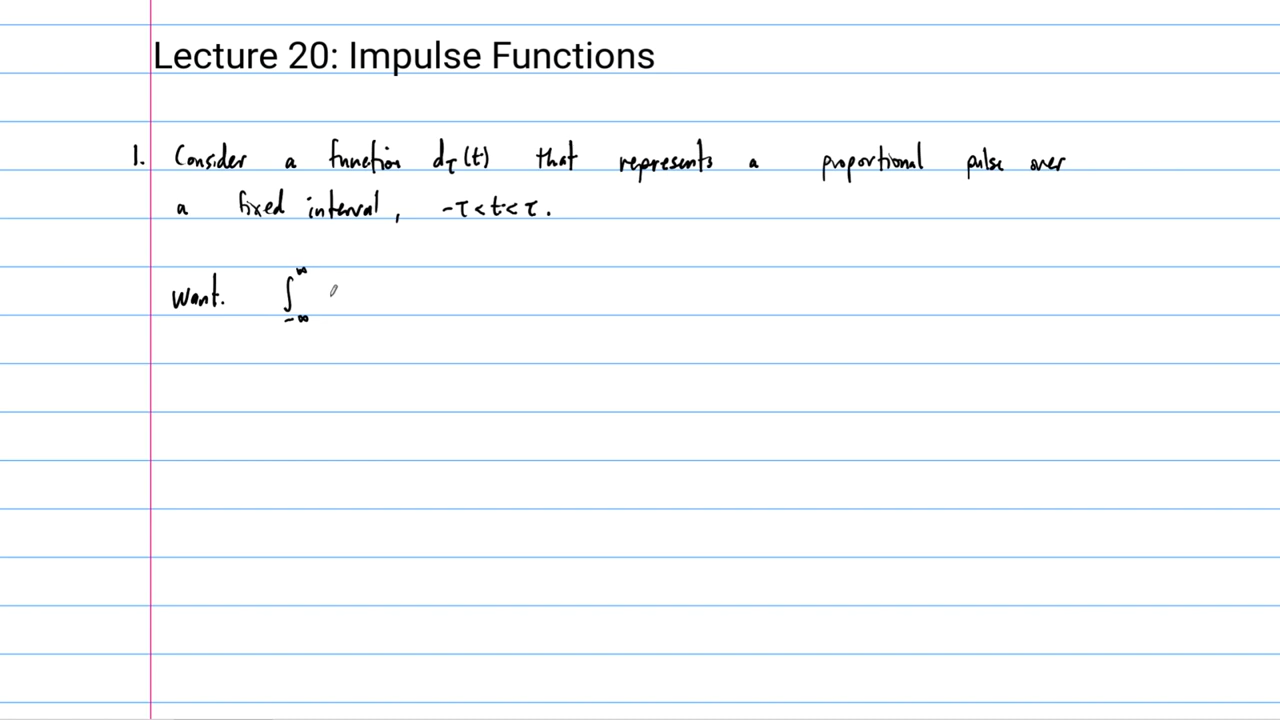 Lecture 20: Impulse Functions
1. Consider a function d_τ(t) that represents a proportional pulse over
a fixed interval, -τ < t < τ.
Want. ∫_{-∞}^{∞}